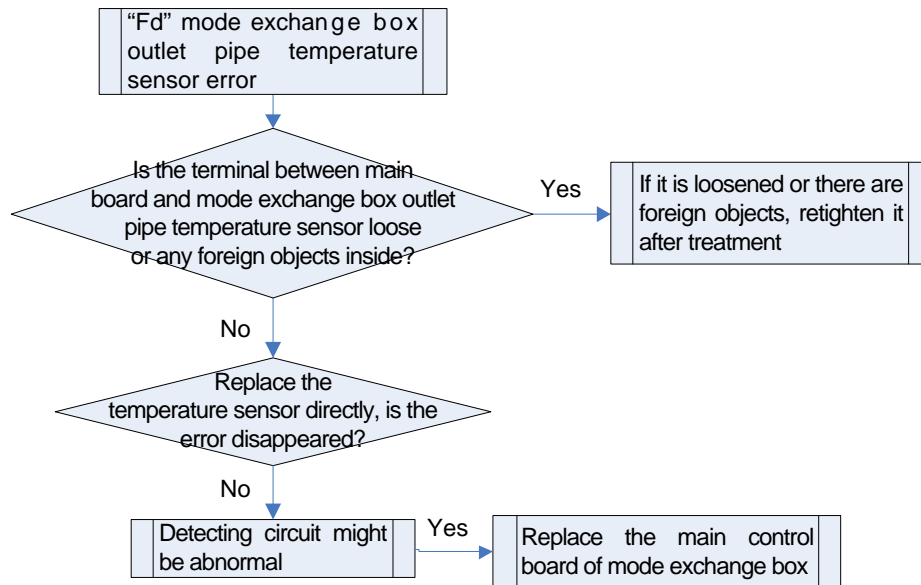 “Fd” mode exchange box
outlet pipe temperature
sensor error
Is the terminal between main
board and mode exchange box outlet
pipe temperature sensor loose
or any foreign objects inside?
Yes
If it is loosened or there are
foreign objects, retighten it
after treatment
No
Replace the
temperature sensor directly, is the
error disappeared?
No
Detecting circuit might
be abnormal
Yes
Replace the main control
board of mode exchange box